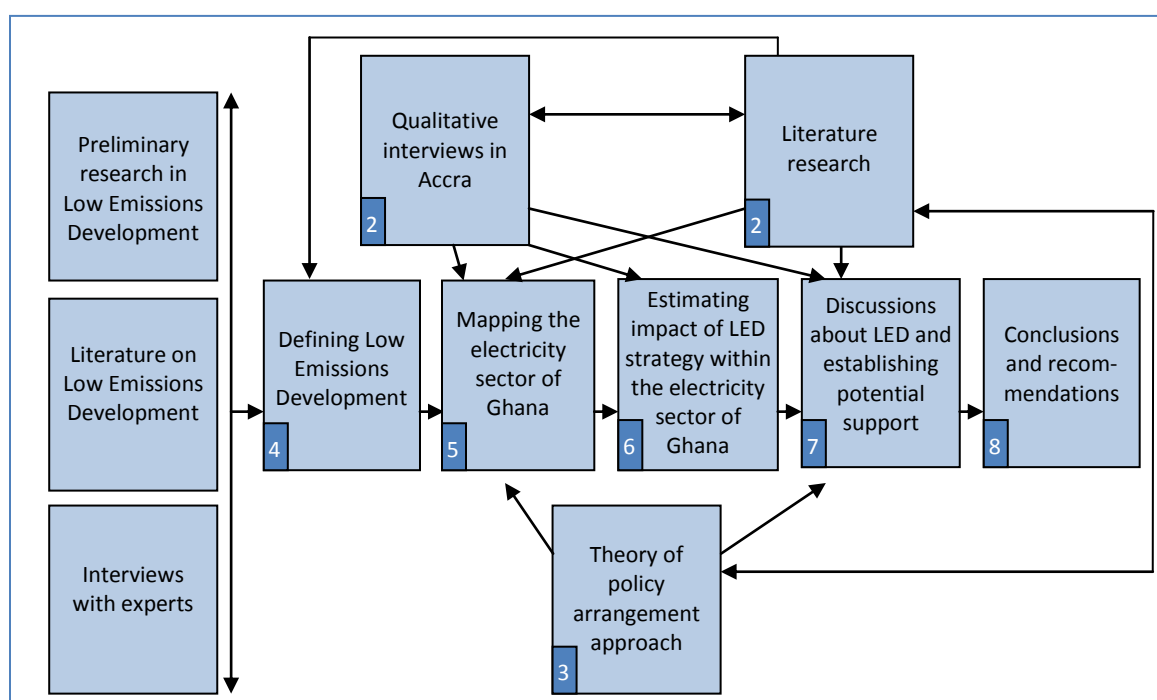 Preliminary
research in
Low Emissions
Development
Literature on
Low Emissions
Development
Interviews
with experts
Qualitative
interviews in
Accra
2
Literature
research
2
Defining Low
Emissions
Development
4
Mapping the
electricity
sector of
Ghana
5
Estimating
impact of LED
strategy within
the electricity
sector of
Ghana
6
Discussions
about LED and
establishing
potential
support
7
Conclusions
and recom-
mendations
8
Theory of
policy
arrangement
approach
3